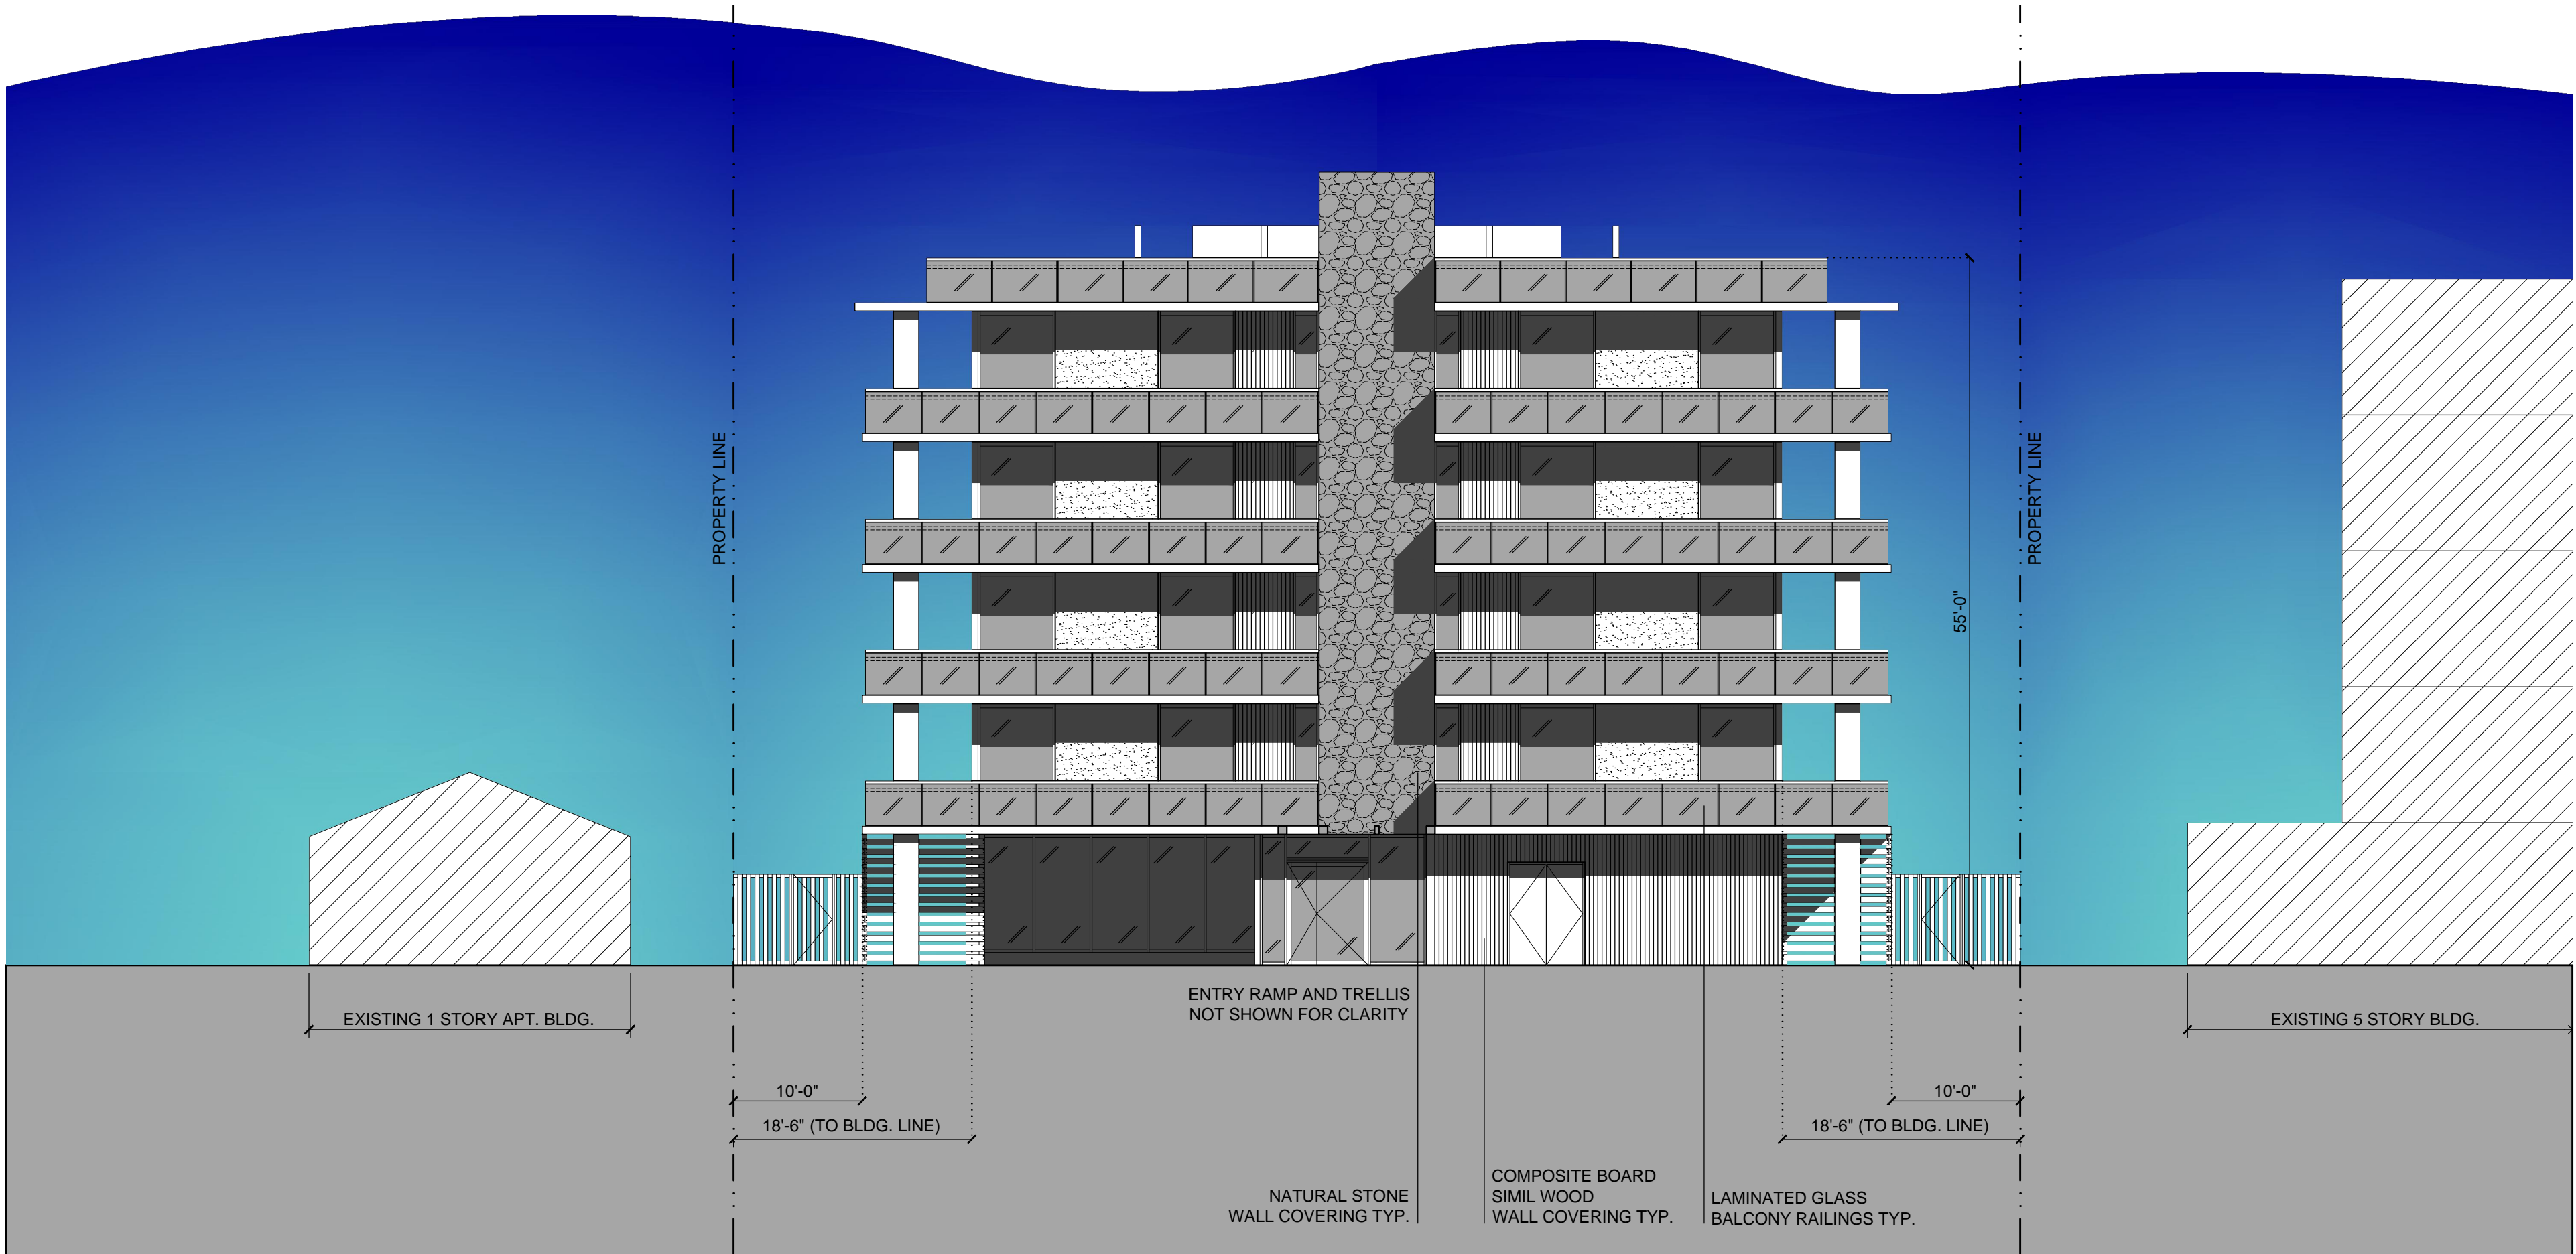 PROPERTY LINE
PROPERTY LINE
55'-0"
ENTRY RAMP AND TRELLIS
NOT SHOWN FOR CLARITY
EXISTING 1 STORY APT. BLDG.
EXISTING 5 STORY BLDG.
10'-0"
10'-0"
18'-6" (TO BLDG. LINE)
18'-6" (TO BLDG. LINE)
NATURAL STONE
WALL COVERING TYP.
COMPOSITE BOARD
SIMIL WOOD
WALL COVERING TYP.
LAMINATED GLASS
BALCONY RAILINGS TYP.